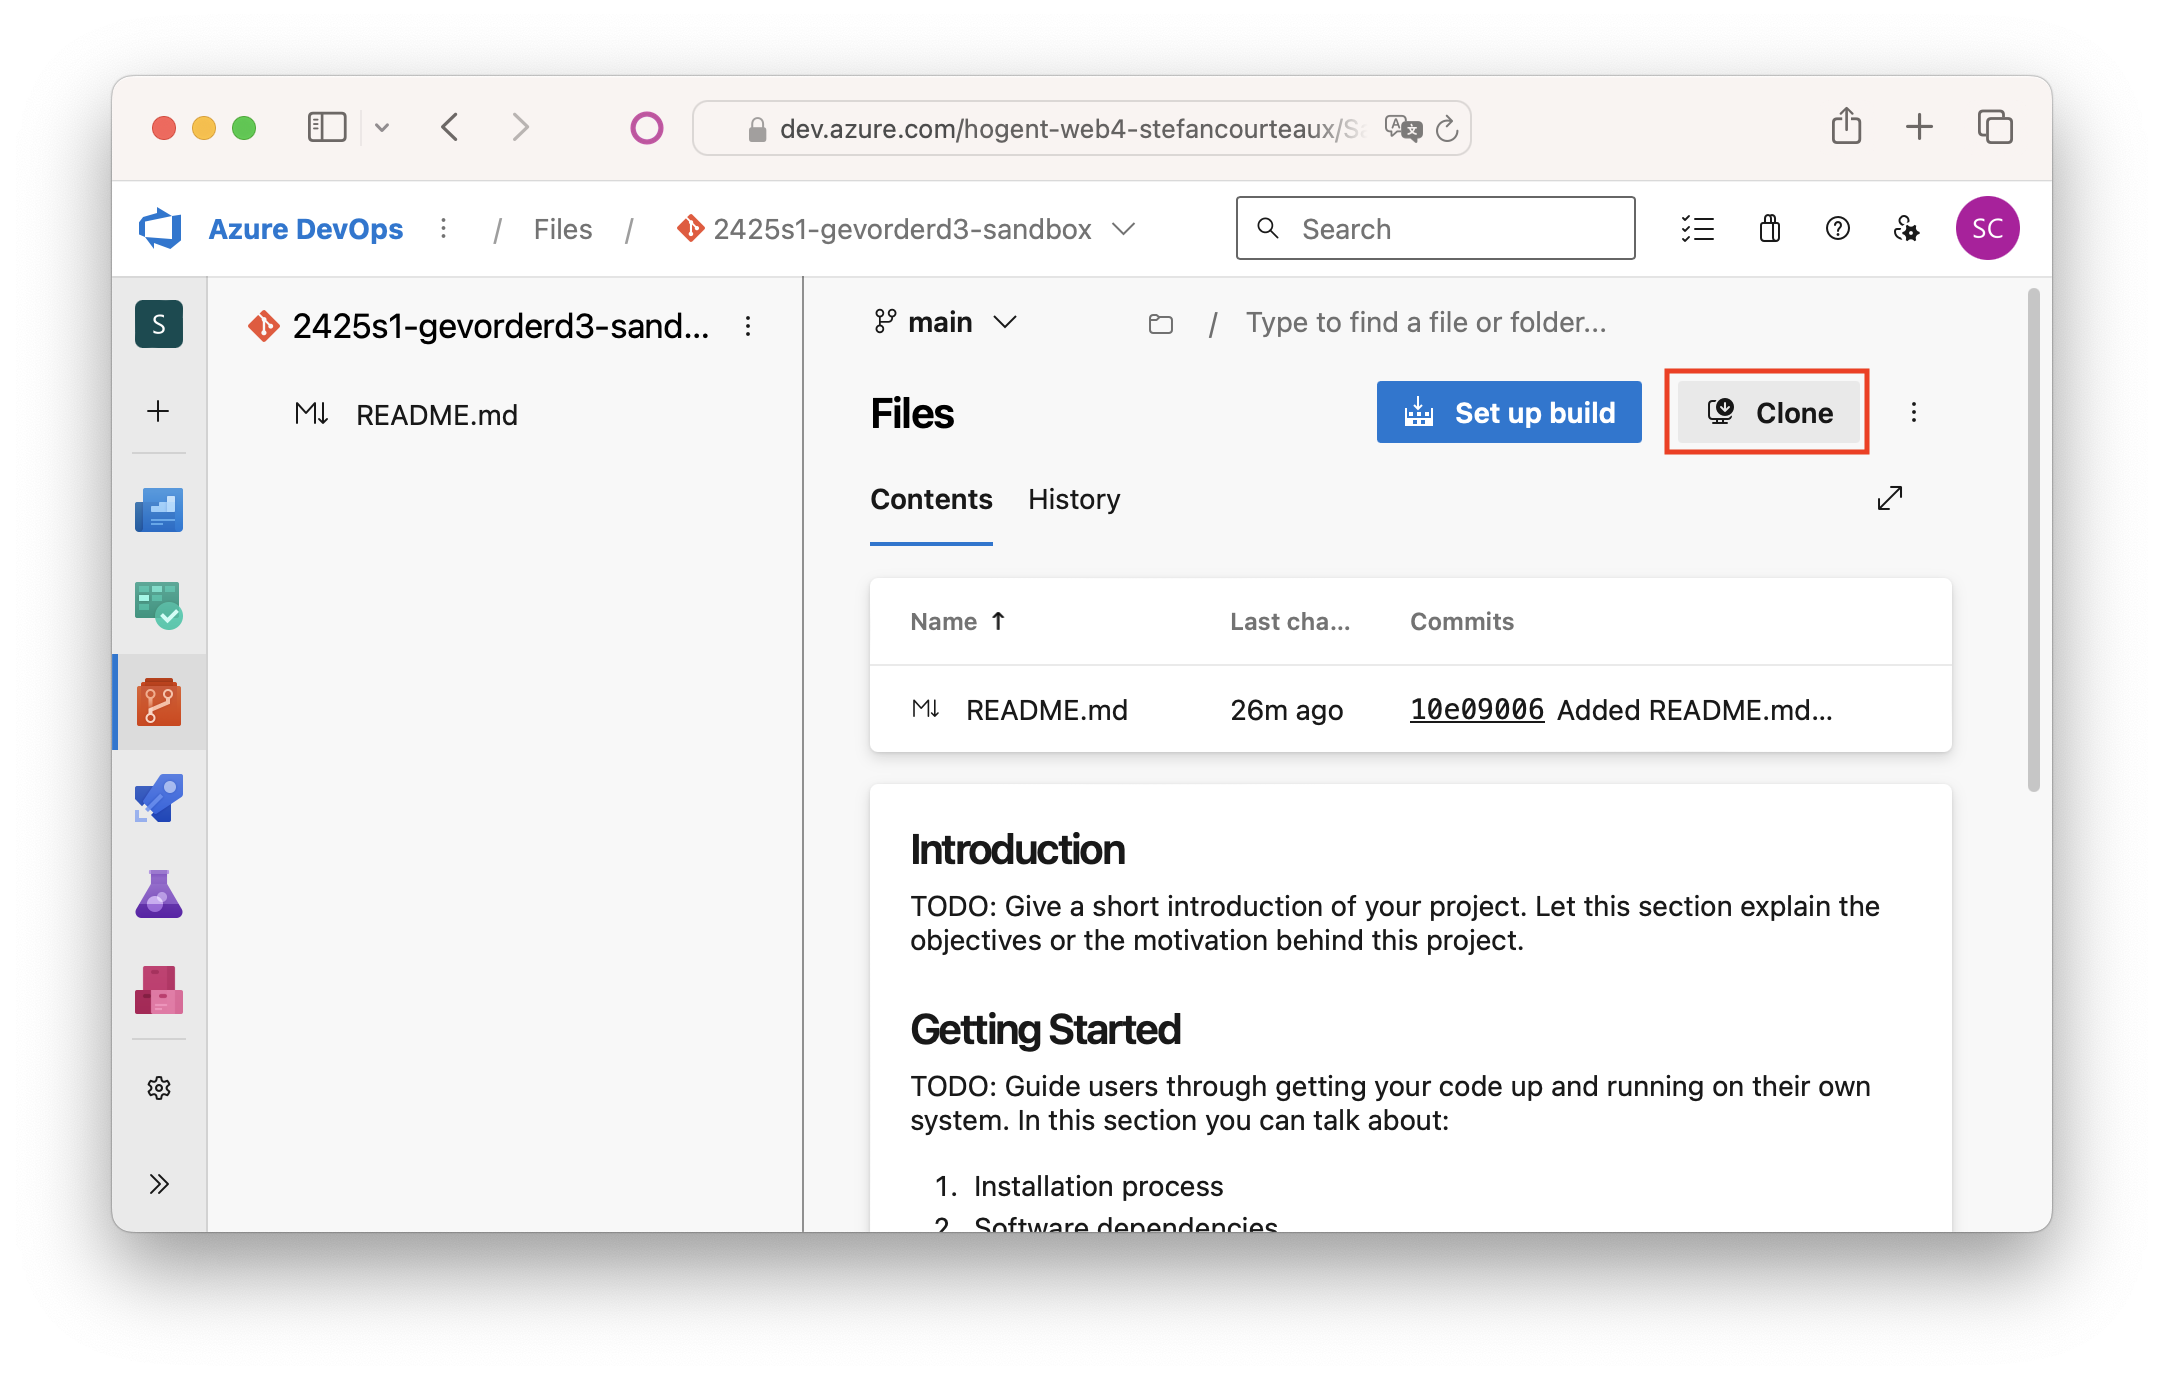 dev.azure.com/hogent-web4-stefancourteaux/Sa
Azure DevOps / Files / 2425s1-gevorderd3-sandbox
Search
SC
S
2425s1-gevorderd3-sand...
README.md
main
/ Type to find a file or folder...
Files
Set up build
Clone
Contents History
Name ↑ Last cha... Commits
README.md 26m ago 10e09006 Added README.md...
Introduction
TODO: Give a short introduction of your project. Let this section explain the
objectives or the motivation behind this project.
Getting Started
TODO: Guide users through getting your code up and running on their own
system. In this section you can talk about:
1. Installation process
2. Software dependencies